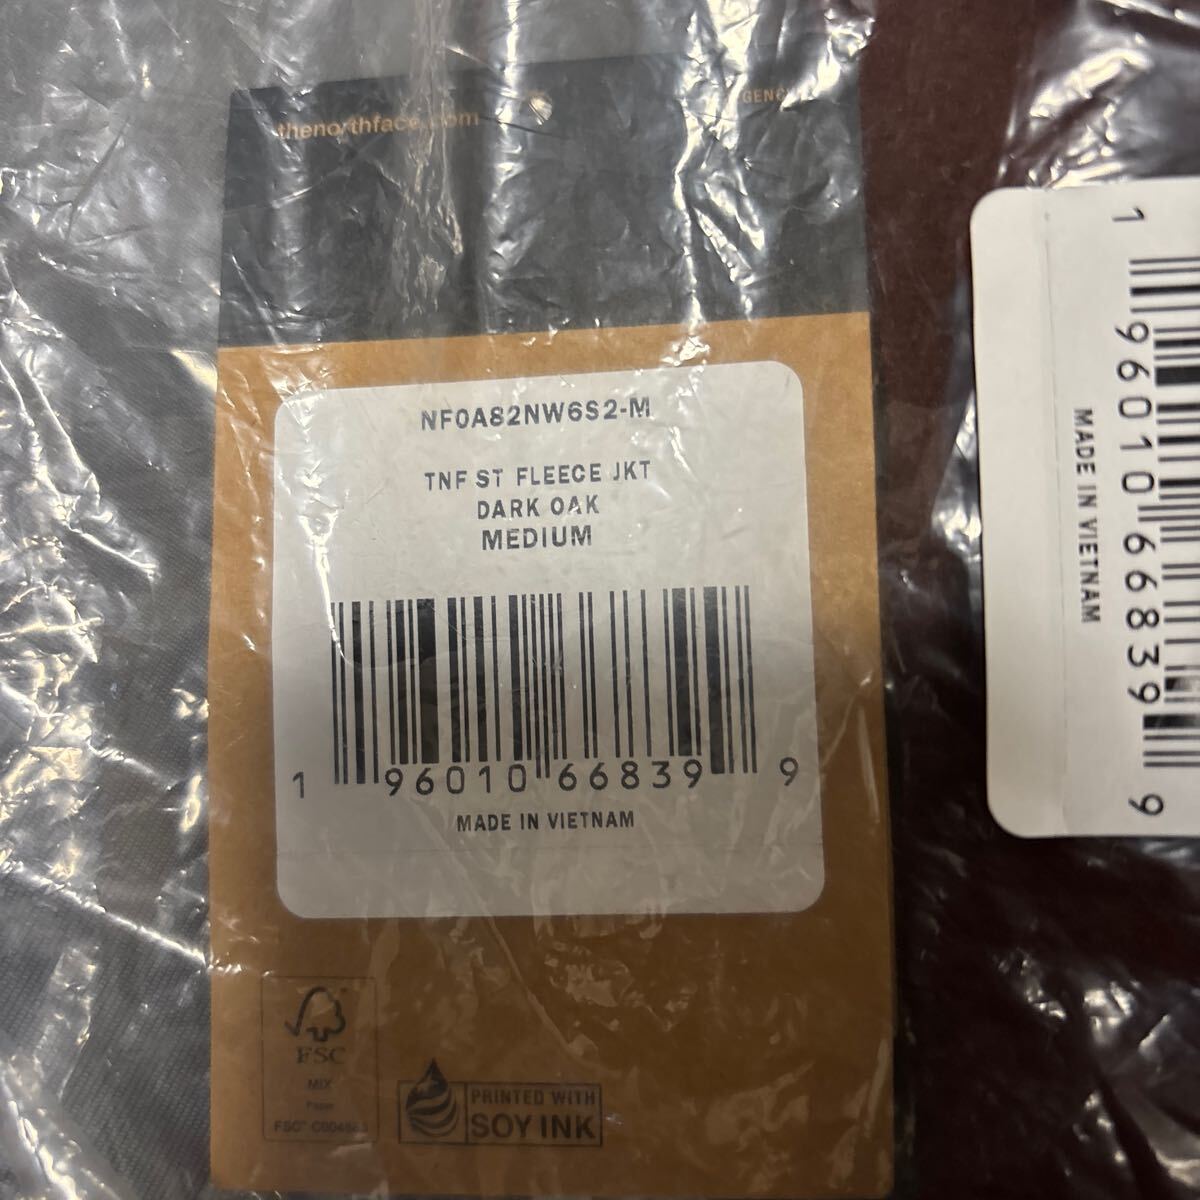 thenorthface.com
NF0A82NW6S2-M
TNF ST FLEECE JKT
DARK OAK
MEDIUM
1 96010 66839 9
MADE IN VIETNAM
FSC
MIX
Paper
PRINTED WITH
SOY INK
1 96010 66839 9
MADE IN VIETNAM